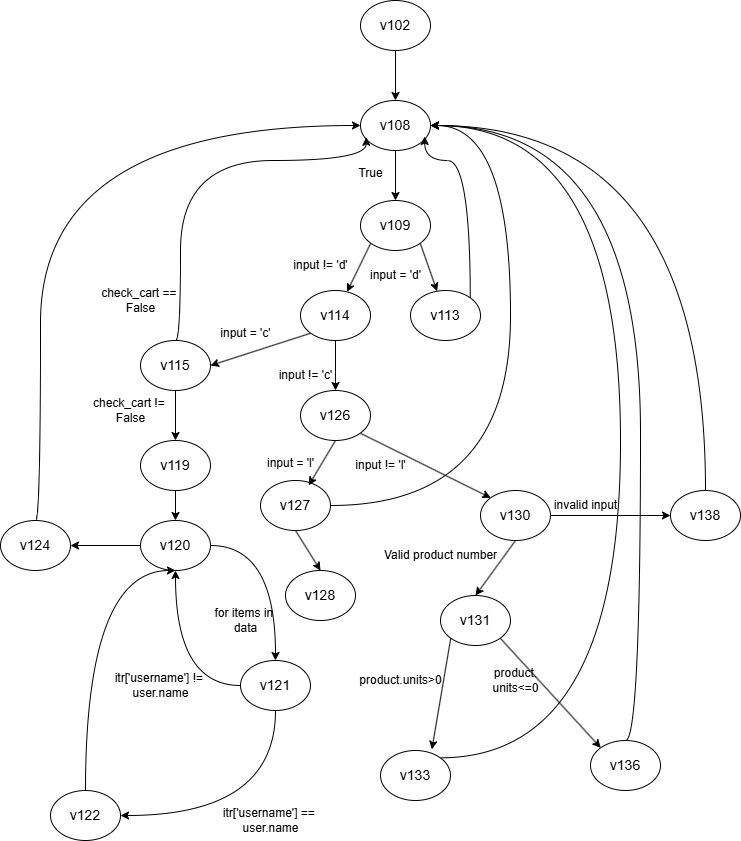 v102
v108
True
v109
input != 'd'
input = 'd'
check_cart ==
False
v114
v113
input = 'c'
v115
input != 'c'
check_cart !=
False
v126
input = 'l'
input != 'l'
v119
v127
v130
invalid input
v138
v124
v120
Valid product number
v128
for items in
data
v131
itr['username'] !=
user.name
v121
product.units>0
product.
units<=0
v133
v136
v122
itr['username'] ==
user.name